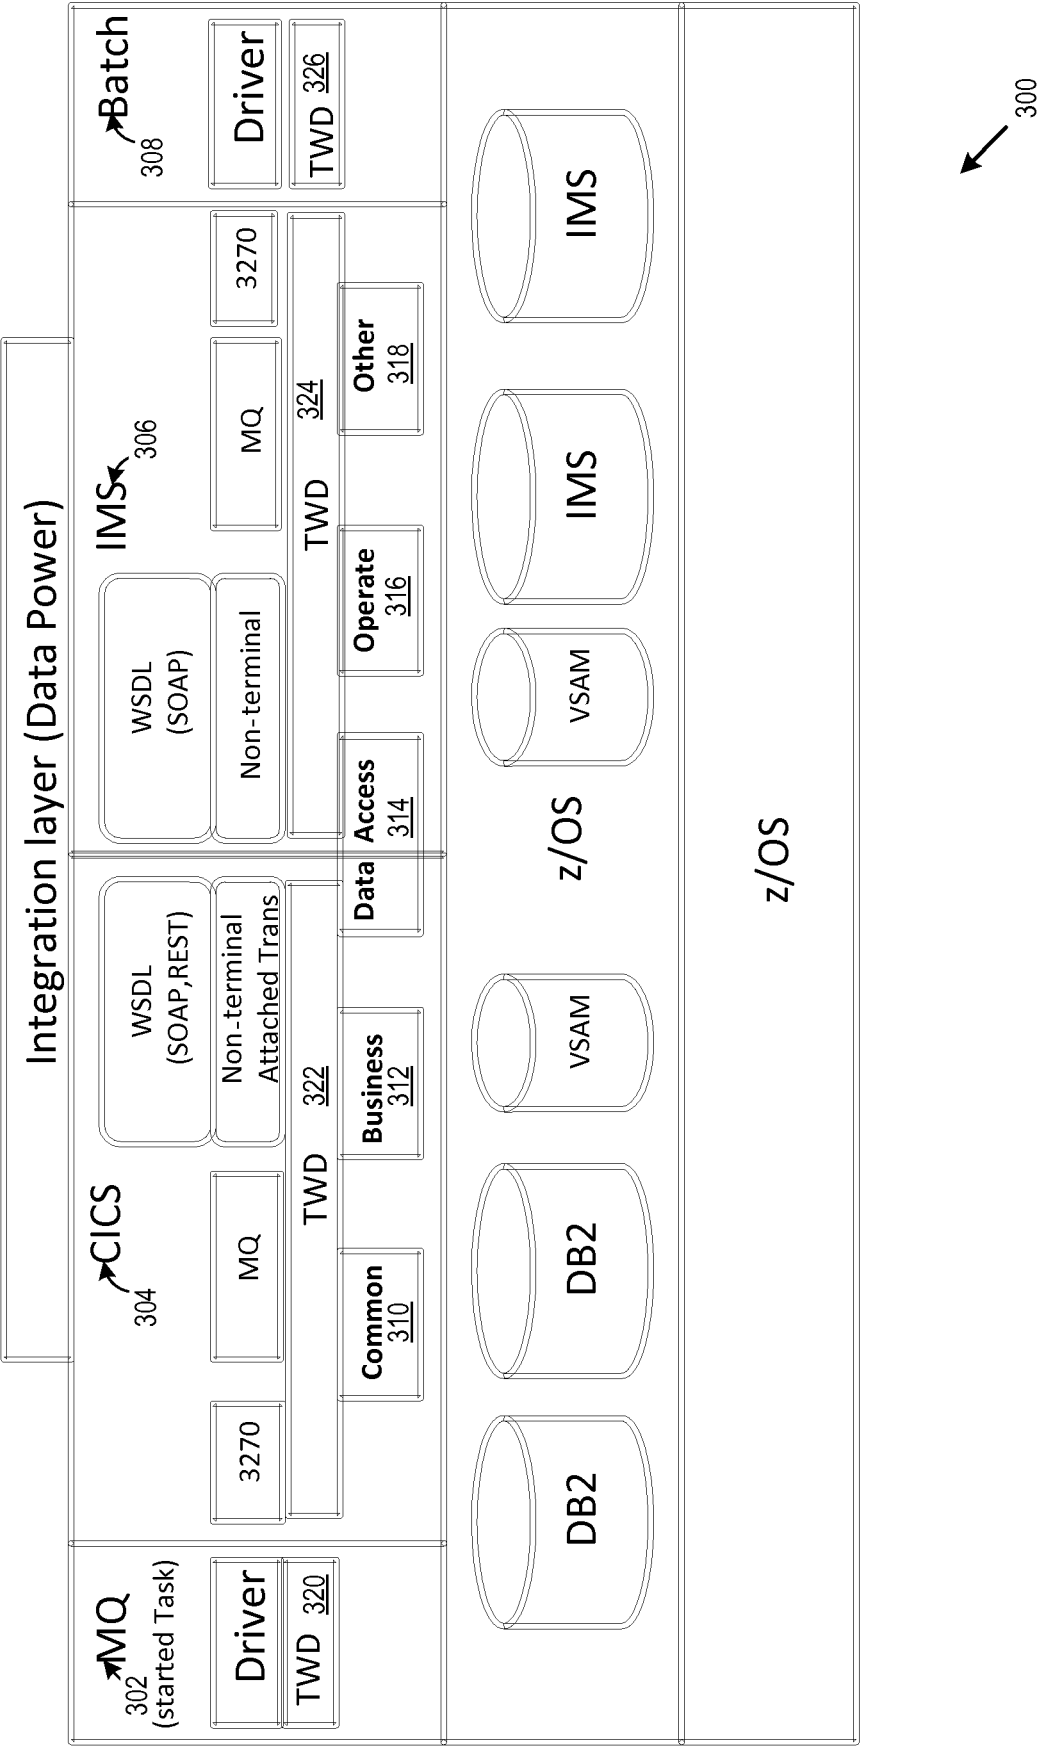 Integration layer (Data Power)
302
MQ
(started Task)
Driver
TWD 320
304
CICS
3270
MQ
WSDL
(SOAP,REST)
Non-terminal
Attached Trans
TWD 322
IMS
306
WSDL
(SOAP)
Non-terminal
MQ
3270
TWD 324
Batch
308
Driver
TWD 326
Common
310
Business
312
Data Access
314
Operate
316
Other
318
DB2
DB2
VSAM
z/OS
VSAM
IMS
IMS
z/OS
300